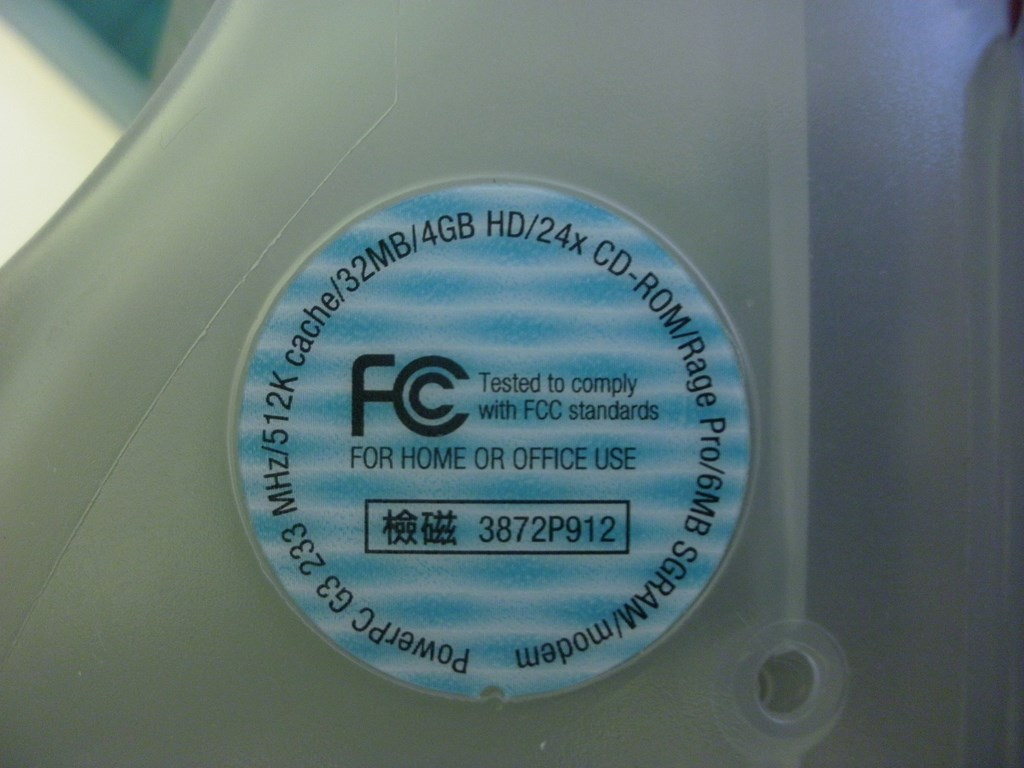 PowerPC G3 233 MHz/512K cache/32MB/4GB HD/24x CD-ROM/Rage Pro/6MB SGRAM/modem
FC Tested to comply
with FCC standards
FOR HOME OR OFFICE USE
檢磁 3872P912